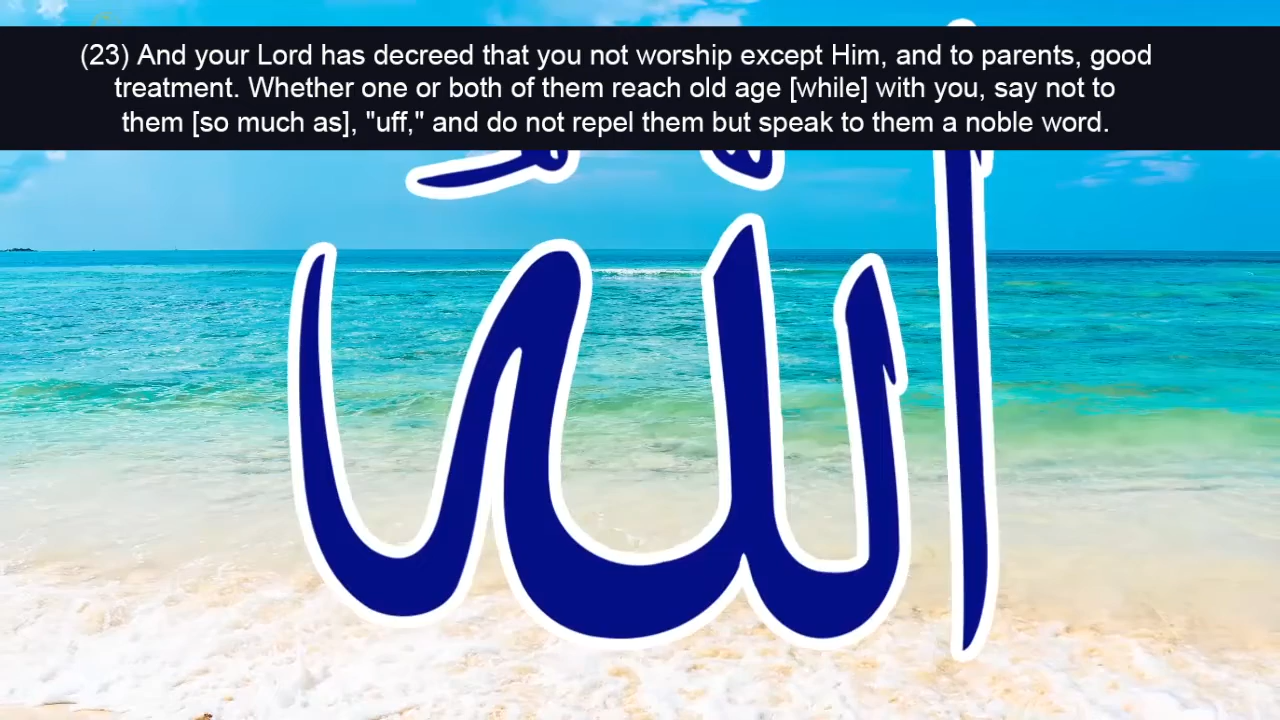 (23) And your Lord has decreed that you not worship except Him, and to parents, good
treatment. Whether one or both of them reach old age [while] with you, say not to
them [so much as], "uff," and do not repel them but speak to them a noble word.
الله